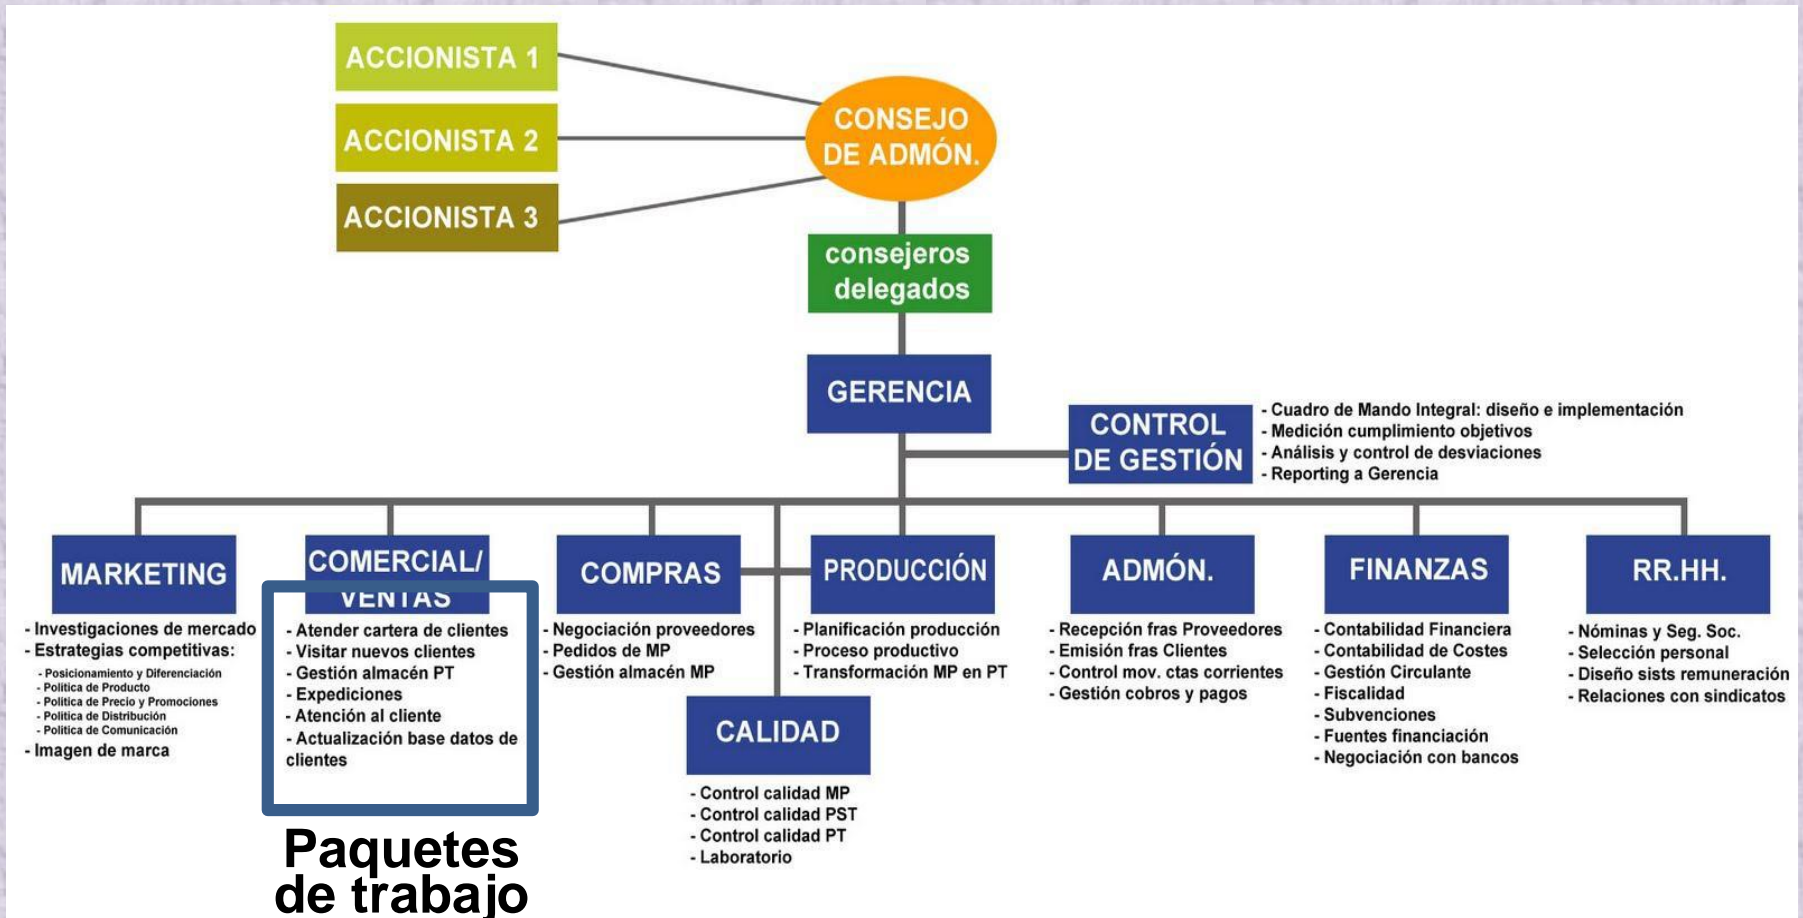 ACCIONISTA 1
ACCIONISTA 2
ACCIONISTA 3
CONSEJO
DE ADMÓN.
consejeros
delegados
GERENCIA
CONTROL
DE GESTIÓN
- Cuadro de Mando Integral: diseño e implementación
- Medición cumplimiento objetivos
- Análisis y control de desviaciones
- Reporting a Gerencia
MARKETING
- Investigaciones de mercado
- Estrategias competitivas:
- Posicionamiento y Diferenciación
- Politica de Producto
- Politica de Precio y Promociones
- Politica de Distribución
- Politica de Comunicación
- Imagen de marca
COMERCIAL/
VENTAS
- Atender cartera de clientes
- Visitar nuevos clientes
- Gestión almacén PT
- Expediciones
- Atención al cliente
- Actualización base datos de
clientes
Paquetes
de trabajo
COMPRAS
- Negociación proveedores
- Pedidos de MP
- Gestión almacén MP
CALIDAD
- Control calidad MP
- Control calidad PST
- Control calidad PT
- Laboratorio
PRODUCCIÓN
- Planificación producción
- Proceso productivo
- Transformación MP en PT
ADMÓN.
- Recepción fras Proveedores
- Emisión fras Clientes
- Control mov. ctas corrientes
- Gestión cobros y pagos
FINANZAS
- Contabilidad Financiera
- Contabilidad de Costes
- Gestión Circulante
- Fiscalidad
- Subvenciones
- Fuentes financiación
- Negociación con bancos
RR.HH.
- Nóminas y Seg. Soc.
- Selección personal
- Diseño sists remuneración
- Relaciones con sindicatos